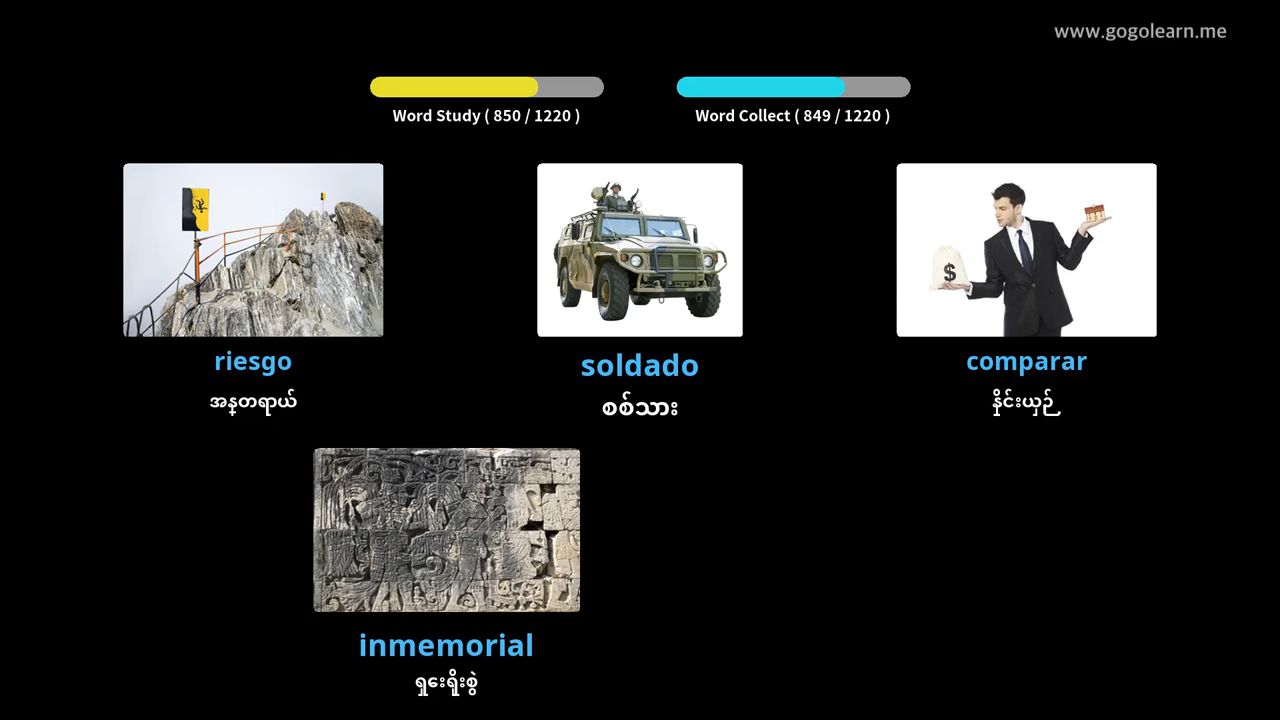 www.gogolearn.me
Word Study ( 850 / 1220 )
Word Collect ( 849 / 1220 )
riesgo
အန္တရာယ်
soldado
စစ်သား
comparar
နှိုင်းယှဉ်
inmemorial
ရှေးရိုးစွဲ